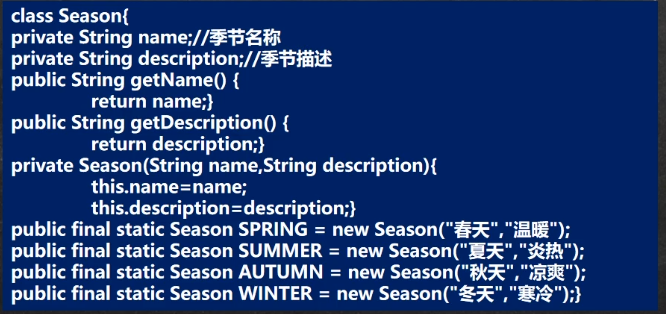 class Season{
private String name;//季节名称
private String description;//季节描述
public String getName() {
return name;}
public String getDescription() {
return description;}
private Season(String name,String description){
this.name=name;
this.description=description;}
public final static Season SPRING = new Season("春天","温暖");
public final static Season SUMMER = new Season("夏天","炎热");
public final static Season AUTUMN = new Season("秋天","凉爽");
public final static Season WINTER = new Season("冬天","寒冷");}